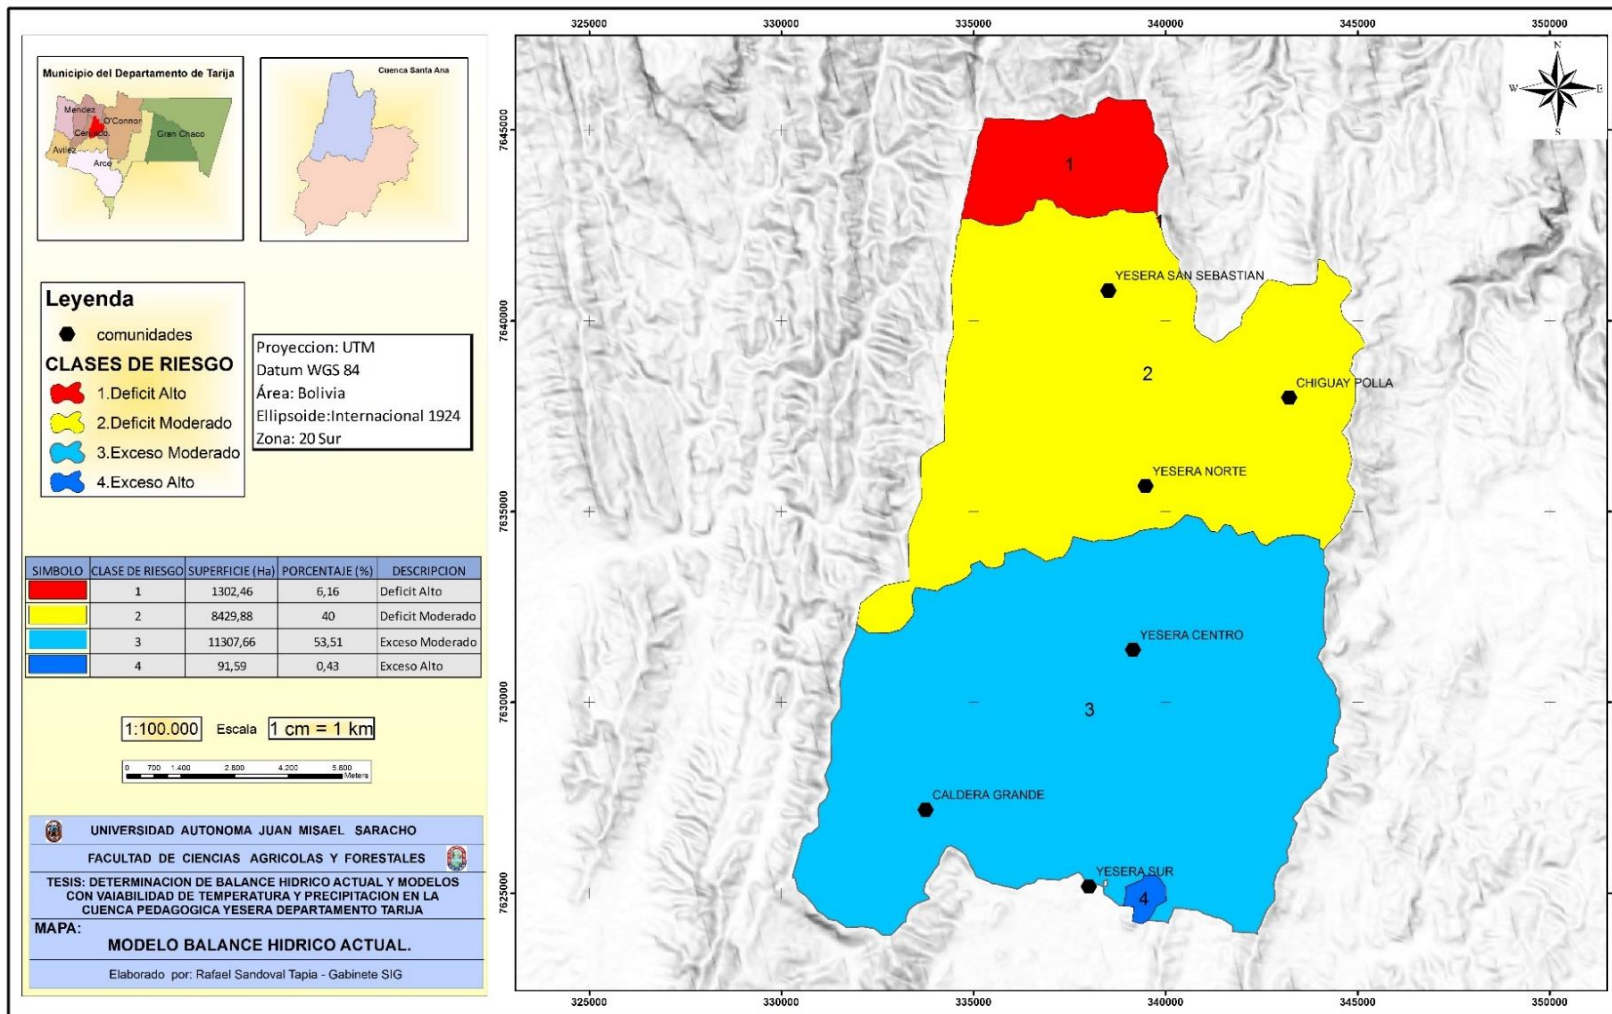 Municipio del Departamento de Tarija
Mendez
O'Connor
Cercado.
Gran Chaco
Avilez
Arce
Cuenca Santa Ana
Leyenda
comunidades
CLASES DE RIESGO
1.Deficit Alto
2.Deficit Moderado
3.Exceso Moderado
4.Exceso Alto
Proyeccion: UTM
Datum WGS 84
Área: Bolivia
Ellipsoide:Internacional 1924
Zona: 20 Sur
SIMBOLO CLASE DE RIESGO SUPERFICIE (Ha) PORCENTAJE (%) DESCRIPCION
1 1302,46 6,16 Deficit Alto
2 8429,88 40 Deficit Moderado
3 11307,66 53,51 Exceso Moderado
4 91,59 0,43 Exceso Alto
1:100.000 Escala 1 cm = 1 km
0 700 1.400 2.800 4.200 5.600
Meters
UNIVERSIDAD AUTONOMA JUAN MISAEL SARACHO
FACULTAD DE CIENCIAS AGRICOLAS Y FORESTALES
TESIS: DETERMINACION DE BALANCE HIDRICO ACTUAL Y MODELOS
CON VAIABILIDAD DE TEMPERATURA Y PRECIPITACION EN LA
CUENCA PEDAGOGICA YESERA DEPARTAMENTO TARIJA
MAPA:
MODELO BALANCE HIDRICO ACTUAL.
Elaborado por: Rafael Sandoval Tapia - Gabinete SIG
325000 330000 335000 340000 345000 350000
N
W E
S
7645000
1
1
YESERA SAN SEBASTIAN
7640000
2
CHIGUAY POLLA
YESERA NORTE
7635000
YESERA CENTRO
7630000
3
CALDERA GRANDE
YESERA SUR
7625000
4
325000 330000 335000 340000 345000 350000